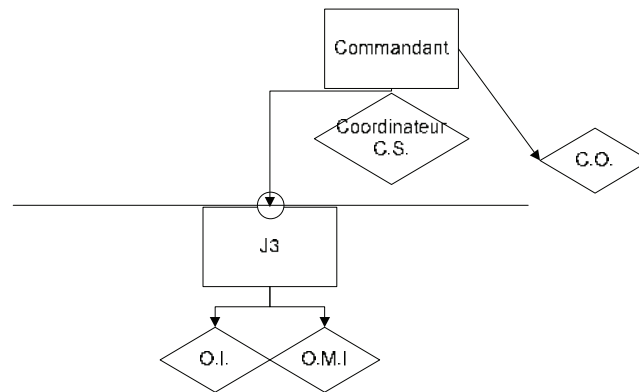 Commandant
Coordinateur
C.S.
C.O.
J3
O.I.
O.M.I